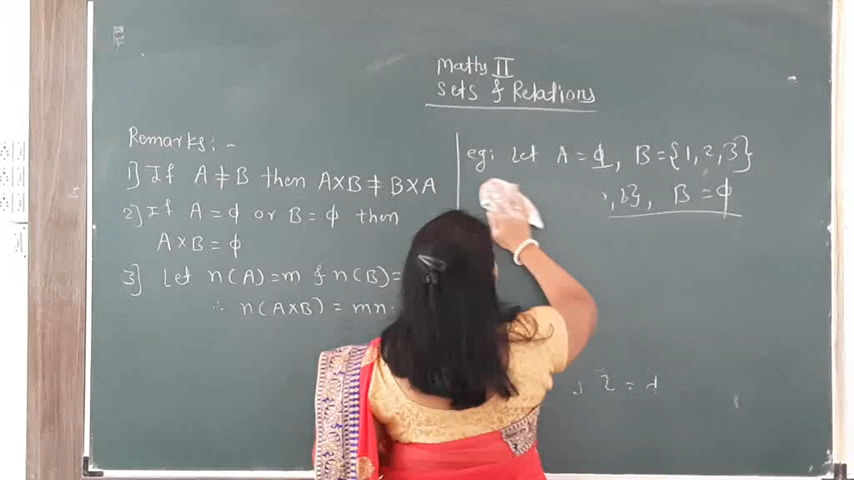 Maths II
Sets & Relations
Remarks:-
1] If A ≠ B then A×B ≠ B×A
2] If A = ϕ or B = ϕ then
A×B = ϕ
3] Let n(A)=m & n(B)=
∴ n(A×B) = mn.
eg: Let A = ϕ, B = {1,2,3}
, b}, B = ϕ